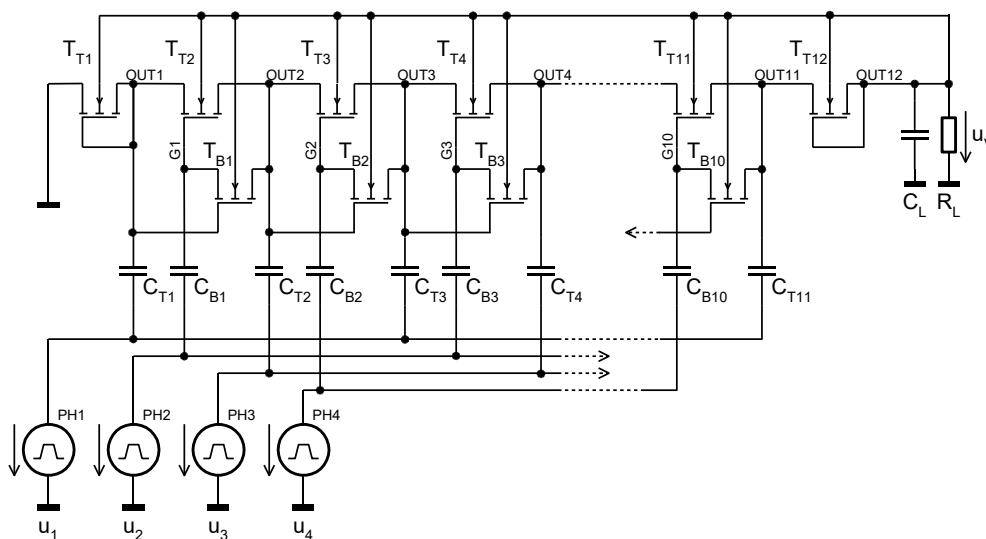 T_T1 T_T2 T_T3 T_T4 T_T11 T_T12
OUT1 OUT2 OUT3 OUT4 OUT11 OUT12
G1 T_B1 G2 T_B2 G3 T_B3 G10 T_B10
C_L R_L
C_T1 C_B1 C_T2 C_B2 C_T3 C_B3 C_T4 C_B10 C_T11
PH1 PH2 PH3 PH4
u_1 u_2 u_3 u_4